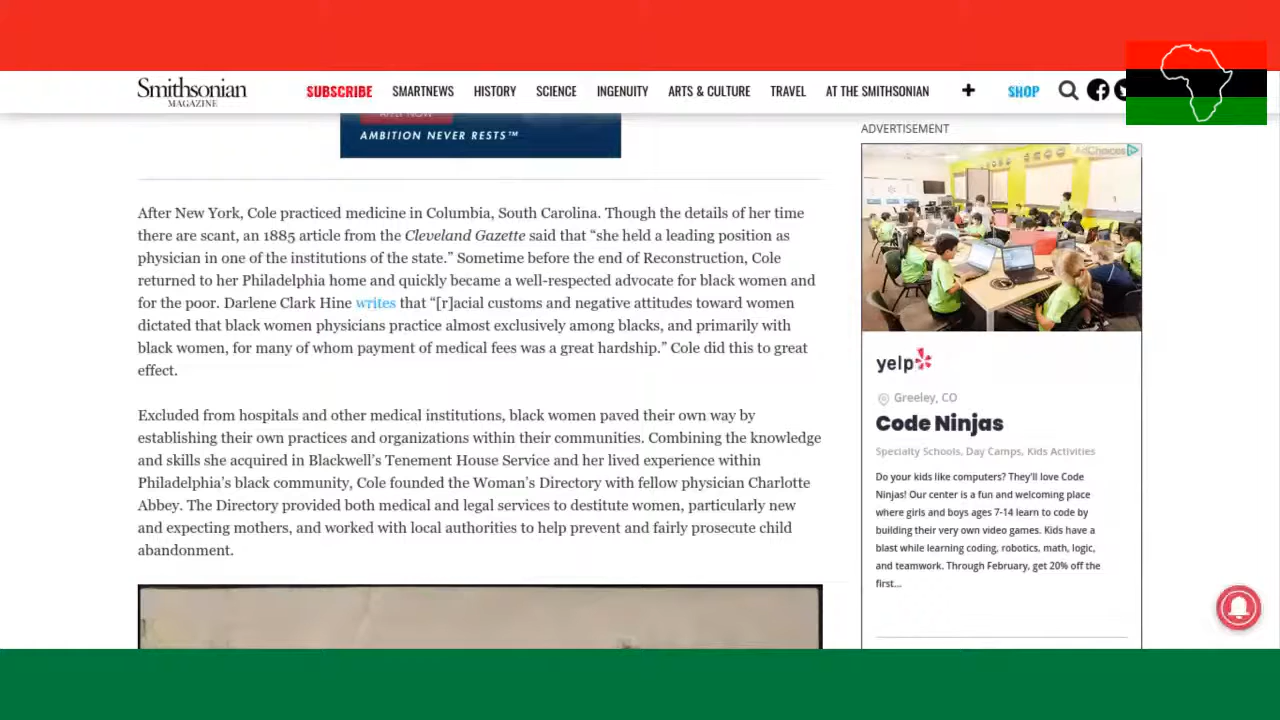 Smithsonian
MAGAZINE
SUBSCRIBE SMARTNEWS HISTORY SCIENCE INGENUITY ARTS & CULTURE TRAVEL AT THE SMITHSONIAN SHOP
AMBITION NEVER RESTS™
After New York, Cole practiced medicine in Columbia, South Carolina. Though the details of her time
there are scant, an 1885 article from the Cleveland Gazette said that “she held a leading position as
physician in one of the institutions of the state.” Sometime before the end of Reconstruction, Cole
returned to her Philadelphia home and quickly became a well-respected advocate for black women and
for the poor. Darlene Clark Hine writes that “[r]acial customs and negative attitudes toward women
dictated that black women physicians practice almost exclusively among blacks, and primarily with
black women, for many of whom payment of medical fees was a great hardship.” Cole did this to great
effect.
Excluded from hospitals and other medical institutions, black women paved their own way by
establishing their own practices and organizations within their communities. Combining the knowledge
and skills she acquired in Blackwell’s Tenement House Service and her lived experience within
Philadelphia’s black community, Cole founded the Woman’s Directory with fellow physician Charlotte
Abbey. The Directory provided both medical and legal services to destitute women, particularly new
and expecting mothers, and worked with local authorities to help prevent and fairly prosecute child
abandonment.
ADVERTISEMENT
AdChoices
yelp
Greeley, CO
Code Ninjas
Specialty Schools, Day Camps, Kids Activities
Do your kids like computers? They’ll love Code
Ninjas! Our center is a fun and welcoming place
where girls and boys ages 7-14 learn to code by
building their very own video games. Kids have a
blast while learning coding, robotics, math, logic,
and teamwork. Through February, get 20% off the
first...